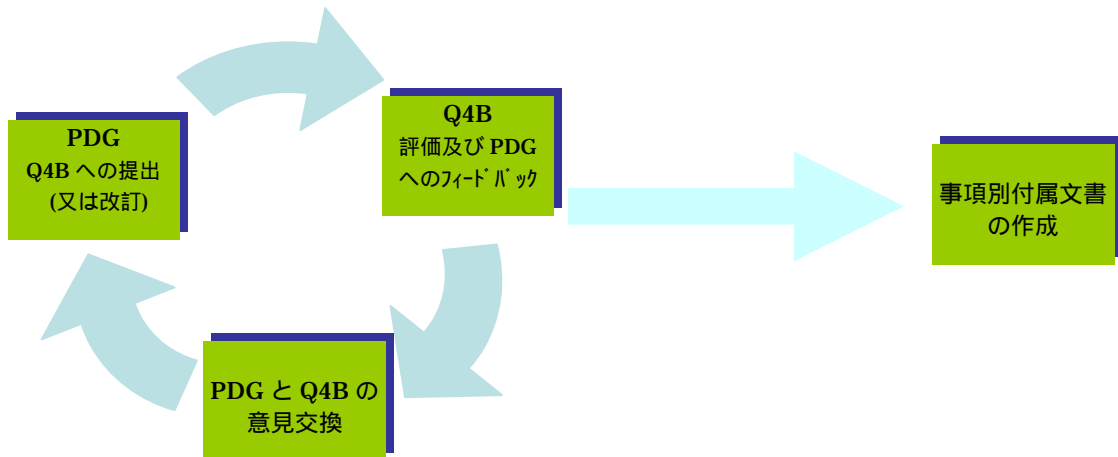 PDG
Q4B への提出
(又は改訂)
Q4B
評価及び PDG
へのﾌｨｰﾄﾞﾊﾞｯｸ
PDG と Q4B の
意見交換
事項別付属文書
の作成